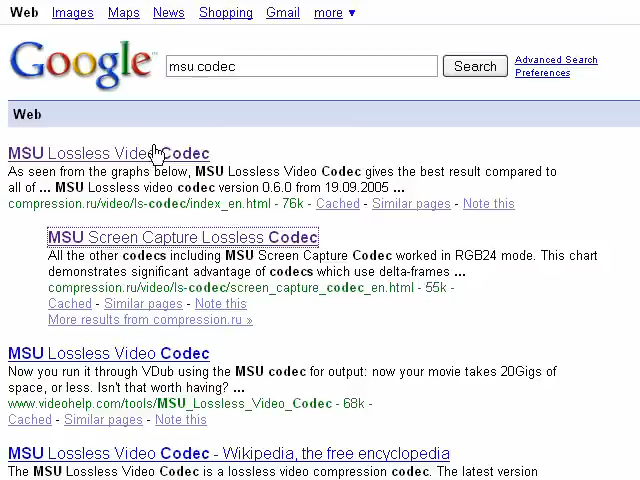 Web Images Maps News Shopping Gmail more ▼
Google™ msu codec Search Advanced Search
Preferences
Web
MSU Lossless Video Codec
As seen from the graphs below, MSU Lossless Video Codec gives the best result compared to
all of ... MSU Lossless video codec version 0.6.0 from 19.09.2005 ...
compression.ru/video/ls-codec/index_en.html - 76k - Cached - Similar pages - Note this
MSU Screen Capture Lossless Codec
All the other codecs including MSU Screen Capture Codec worked in RGB24 mode. This chart
demonstrates significant advantage of codecs which use delta-frames ...
compression.ru/video/ls-codec/screen_capture_codec_en.html - 55k -
Cached - Similar pages - Note this
More results from compression.ru »
MSU Lossless Video Codec
Now you run it through VDub using the MSU codec for output: now your movie takes 20Gigs of
space, or less. Isn't that worth having? ...
www.videohelp.com/tools/MSU_Lossless_Video_Codec - 68k -
Cached - Similar pages - Note this
MSU Lossless Video Codec - Wikipedia, the free encyclopedia
The MSU Lossless Video Codec is a lossless video compression codec. The latest version